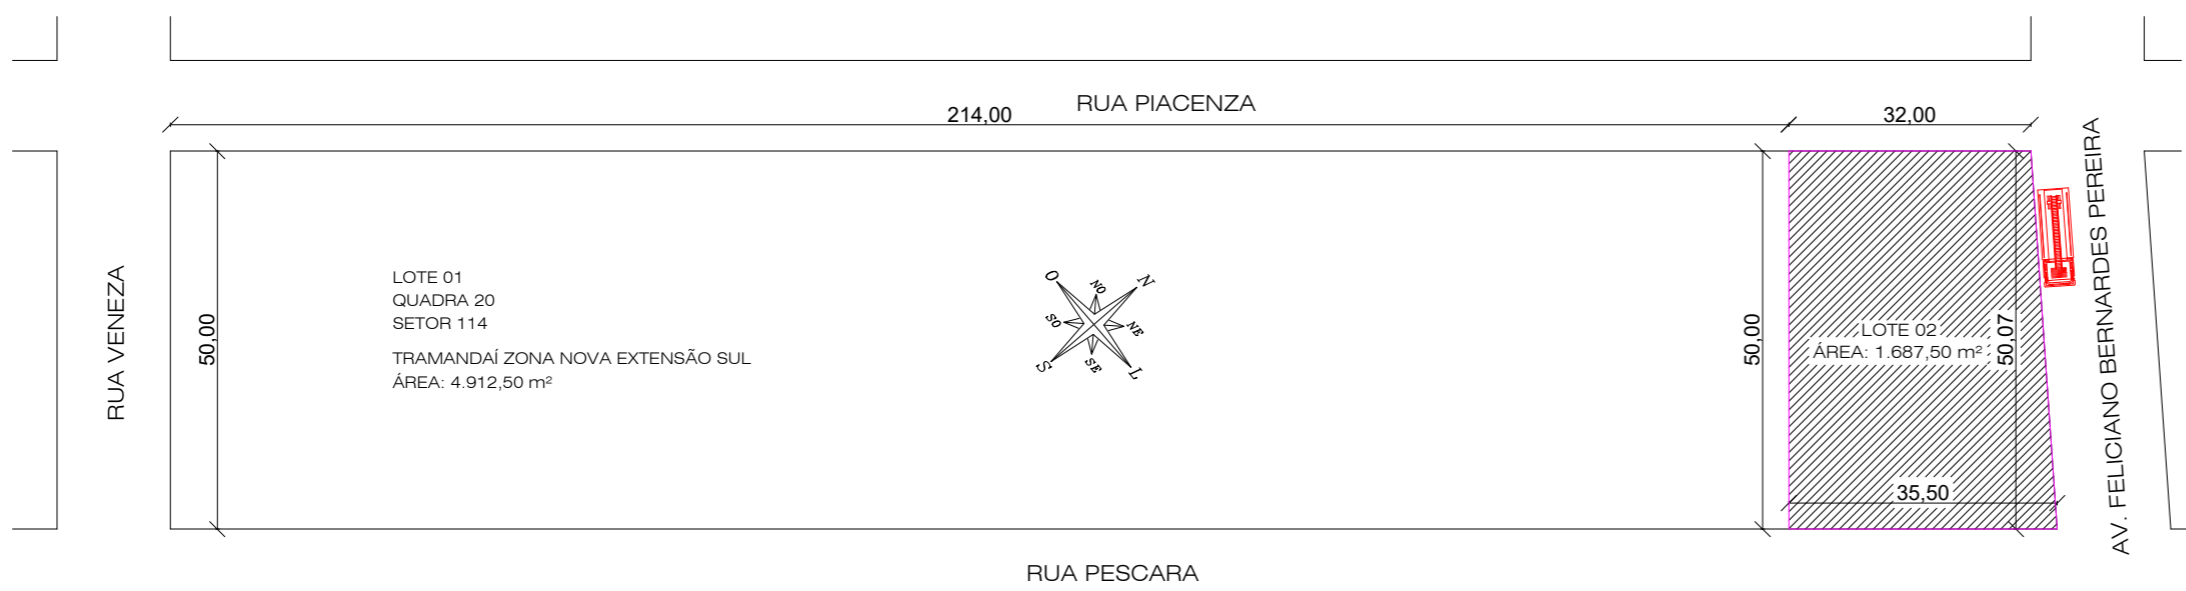 RUA PIACENZA
214,00
32,00
RUA VENEZA
50,00
LOTE 01
QUADRA 20
SETOR 114
TRAMANDAÍ ZONA NOVA EXTENSÃO SUL
ÁREA: 4.912,50 m²
O
NO
N
SO
NE
S
SE
L
50,00
LOTE 02
ÁREA: 1.687,50 m²
50,07
35,50
AV. FELICIANO BERNARDES PEREIRA
RUA PESCARA